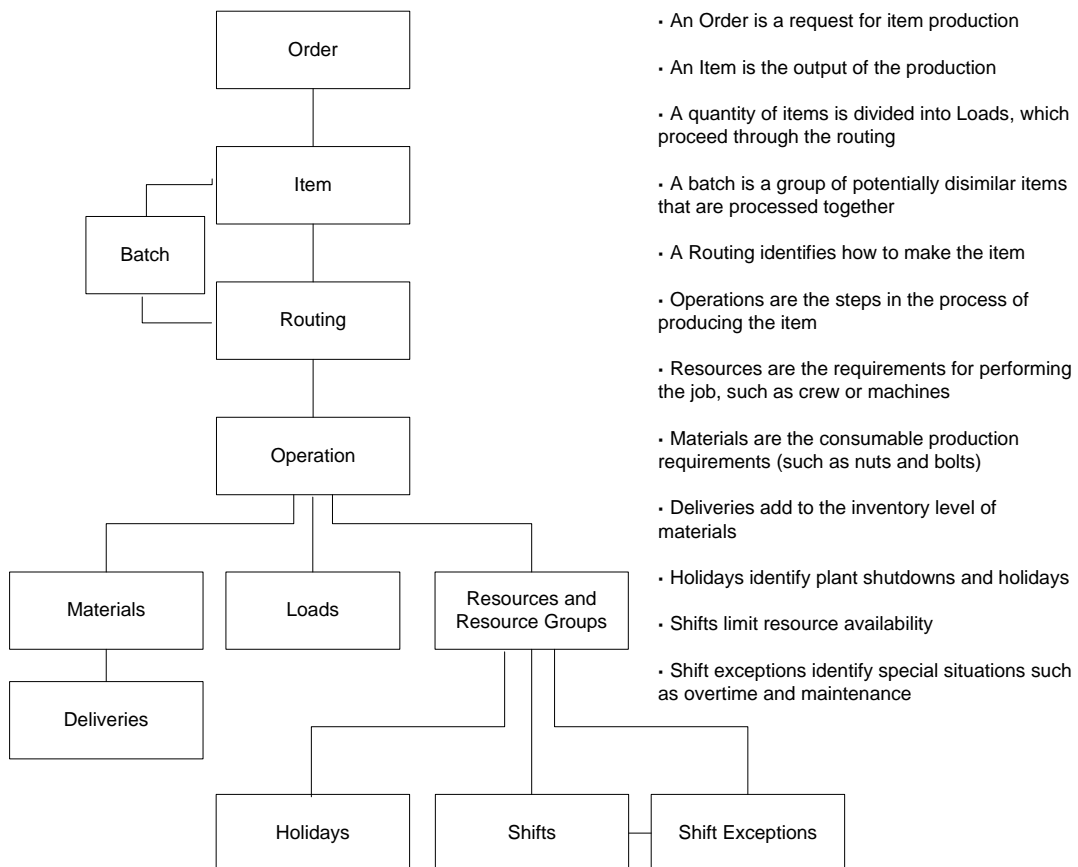 Order
Item
Batch
Routing
Operation
Materials
Loads
Resources and
Resource Groups
Deliveries
Holidays
Shifts
Shift Exceptions
· An Order is a request for item production
· An Item is the output of the production
· A quantity of items is divided into Loads, which
proceed through the routing
· A batch is a group of potentially disimilar items
that are processed together
· A Routing identifies how to make the item
· Operations are the steps in the process of
producing the item
· Resources are the requirements for performing
the job, such as crew or machines
· Materials are the consumable production
requirements (such as nuts and bolts)
· Deliveries add to the inventory level of
materials
· Holidays identify plant shutdowns and holidays
· Shifts limit resource availability
· Shift exceptions identify special situations such
as overtime and maintenance